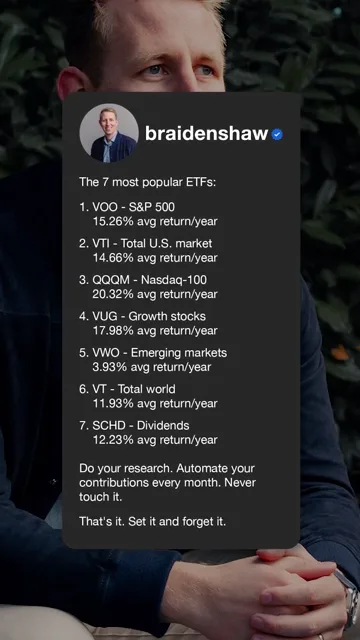 braidenshaw
The 7 most popular ETFs:
1. VOO - S&P 500
15.26% avg return/year
2. VTI - Total U.S. market
14.66% avg return/year
3. QQQM - Nasdaq-100
20.32% avg return/year
4. VUG - Growth stocks
17.98% avg return/year
5. VWO - Emerging markets
3.93% avg return/year
6. VT - Total world
11.93% avg return/year
7. SCHD - Dividends
12.23% avg return/year
Do your research. Automate your
contributions every month. Never
touch it.
That's it. Set it and forget it.